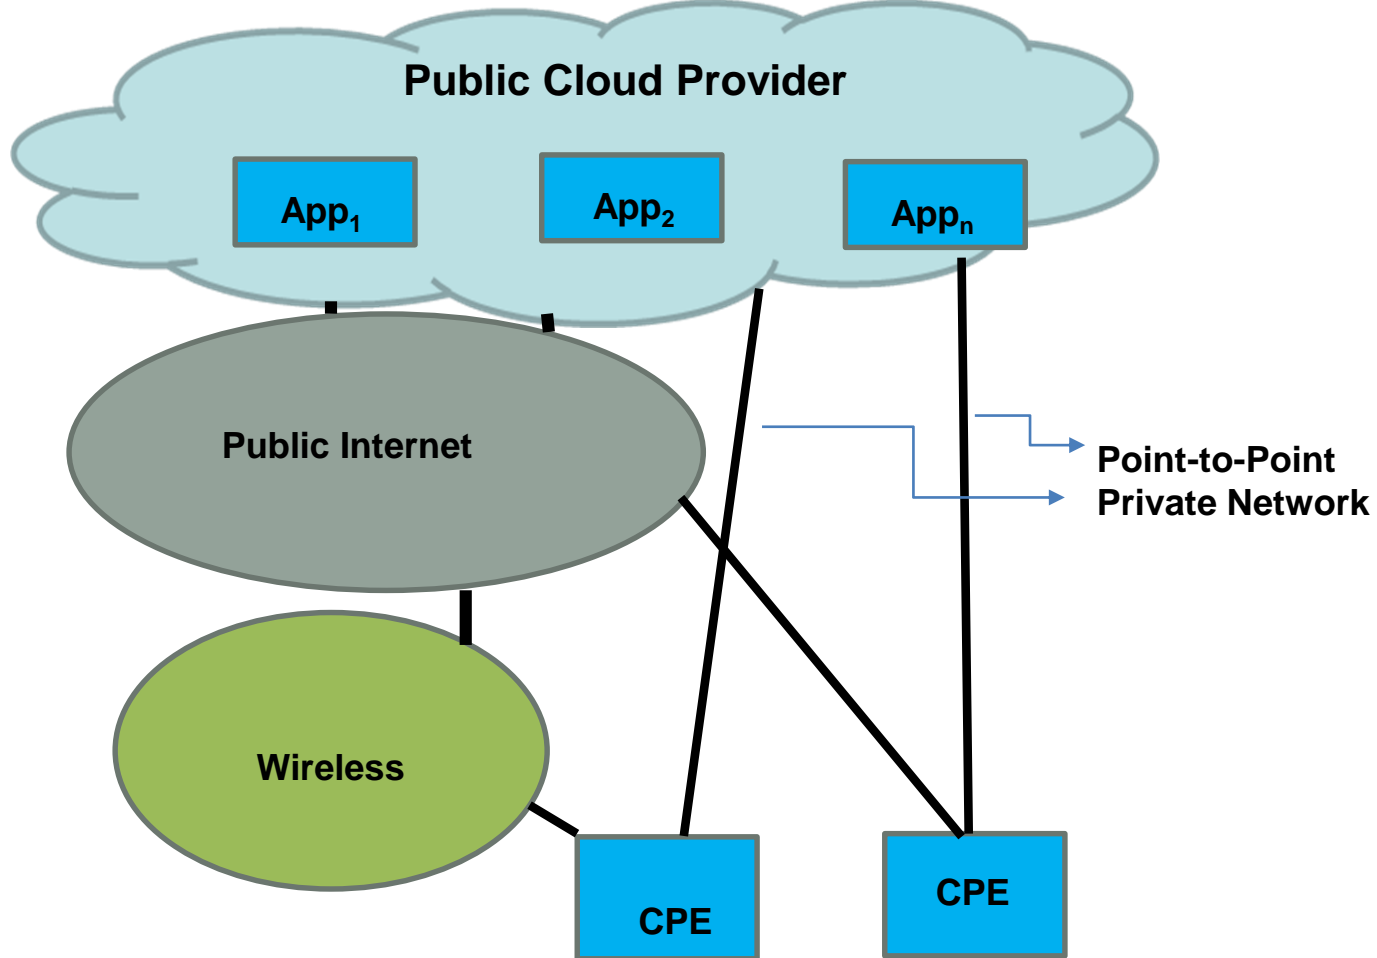 Public Cloud Provider
App₁
App₂
Appₙ
Public Internet
Point-to-Point
Private Network
Wireless
CPE
CPE